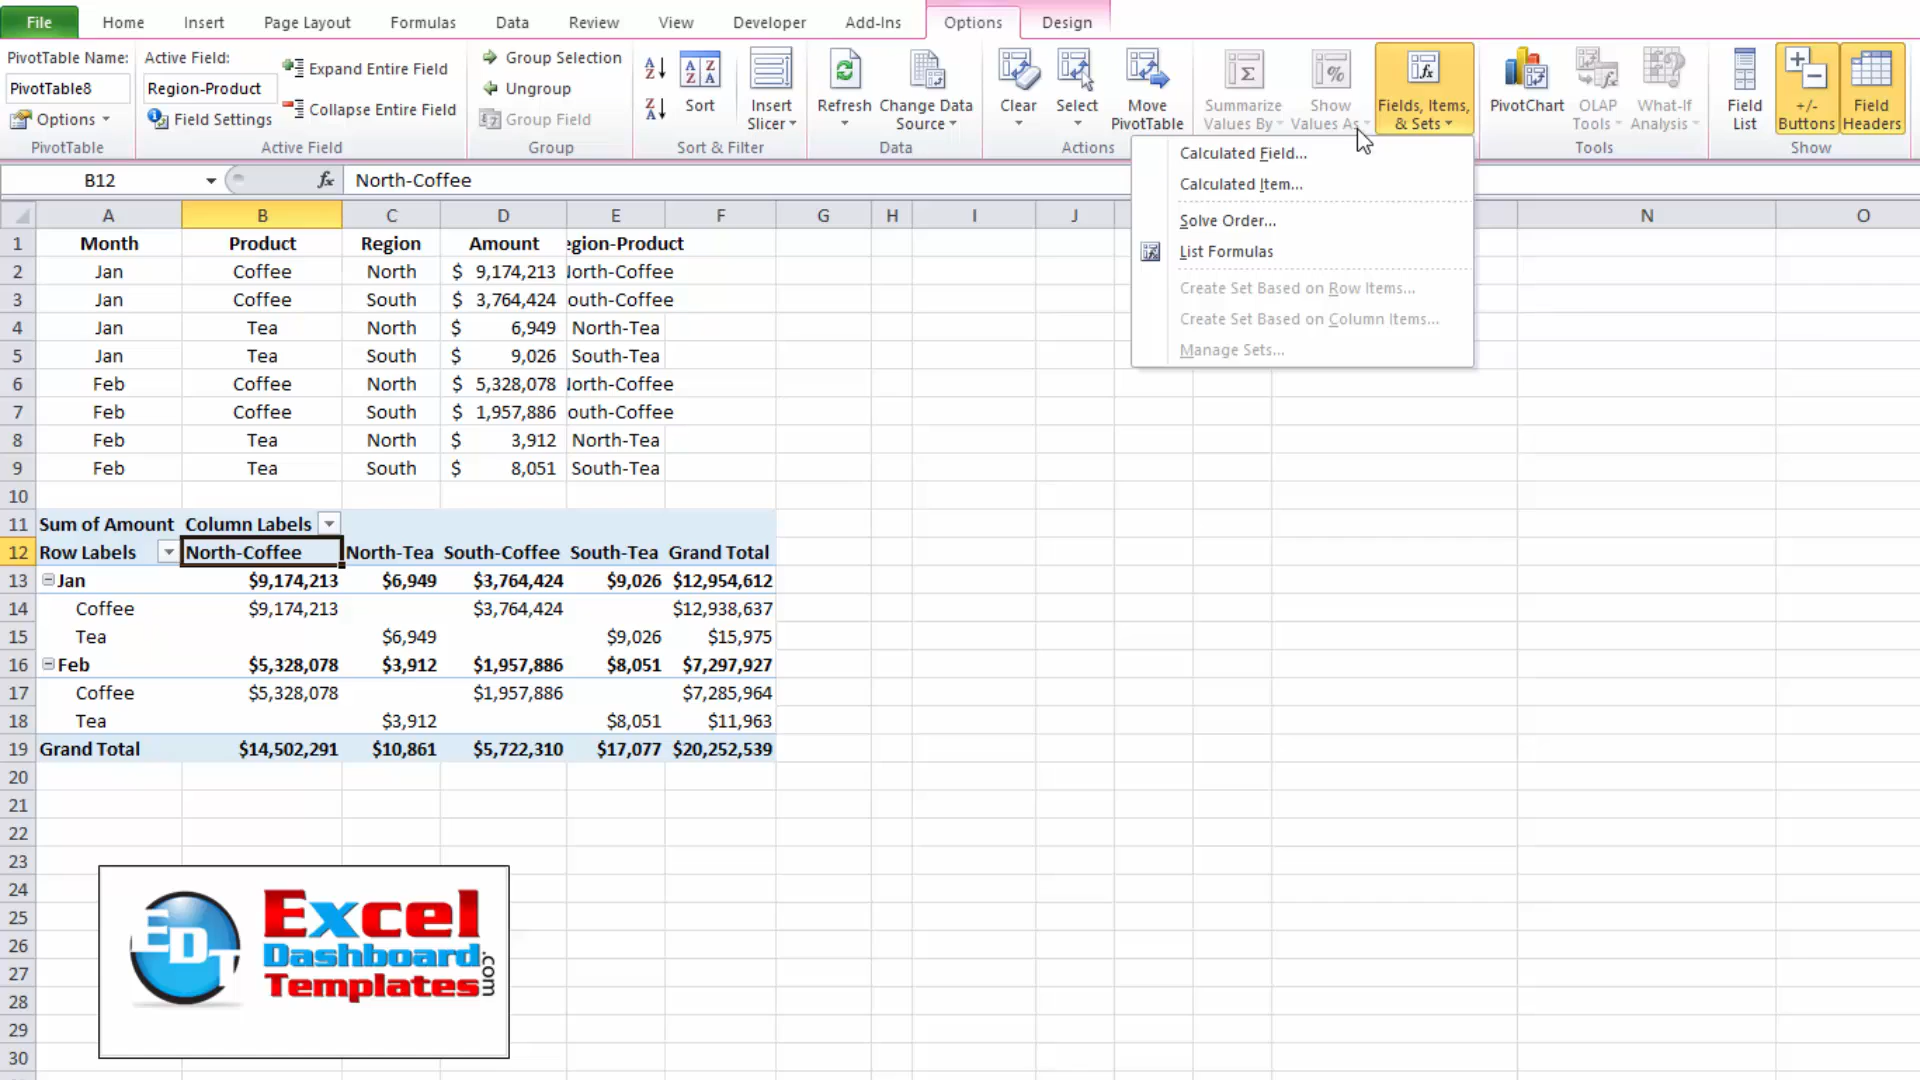 File Home Insert Page Layout Formulas Data Review View Developer Add-Ins Options Design
PivotTable Name: Active Field: Expand Entire Field Group Selection
PivotTable8 Region-Product Collapse Entire Field Ungroup
Options Field Settings Group Field
Sort Insert Slicer Refresh Change Data Source Clear Select Move PivotTable Summarize Values By Show Values As Fields, Items, & Sets PivotChart OLAP Tools What-If Analysis Field List +/- Buttons Field Headers
PivotTable Active Field Group Sort & Filter Data Actions Tools Show
B12 fx North-Coffee
Calculated Field...
Calculated Item...
Solve Order...
List Formulas
Create Set Based on Row Items...
Create Set Based on Column Items...
Manage Sets...
A B C D E F G H I J N O
1 Month Product Region Amount egion-Product
2 Jan Coffee North $ 9,174,213 North-Coffee
3 Jan Coffee South $ 3,764,424 outh-Coffee
4 Jan Tea North $ 6,949 North-Tea
5 Jan Tea South $ 9,026 South-Tea
6 Feb Coffee North $ 5,328,078 North-Coffee
7 Feb Coffee South $ 1,957,886 outh-Coffee
8 Feb Tea North $ 3,912 North-Tea
9 Feb Tea South $ 8,051 South-Tea
10
11 Sum of Amount Column Labels
12 Row Labels North-Coffee North-Tea South-Coffee South-Tea Grand Total
13 Jan $9,174,213 $6,949 $3,764,424 $9,026 $12,954,612
14 Coffee $9,174,213 $3,764,424 $12,938,637
15 Tea $6,949 $9,026 $15,975
16 Feb $5,328,078 $3,912 $1,957,886 $8,051 $7,297,927
17 Coffee $5,328,078 $1,957,886 $7,285,964
18 Tea $3,912 $8,051 $11,963
19 Grand Total $14,502,291 $10,861 $5,722,310 $17,077 $20,252,539
20
21
22
23
24
25
26
27
28
29
30
EDT
Excel
Dashboard
Templates
.com